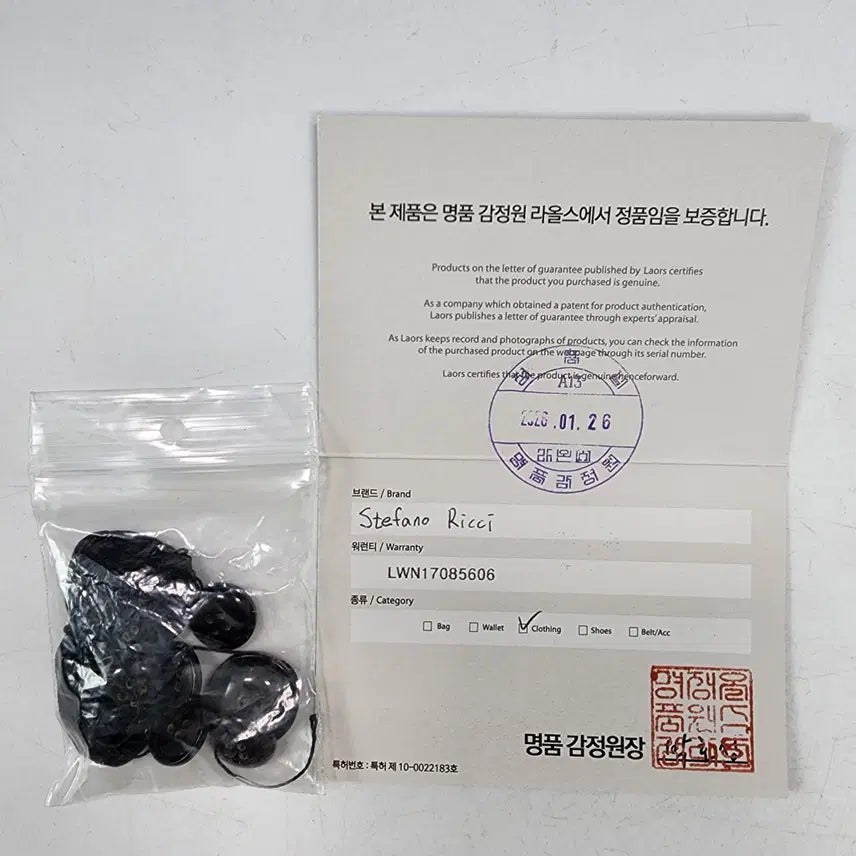 본 제품은 명품 감정원 라올스에서 정품임을 보증합니다.
Products on the letter of guarantee published by Laors certifies
that the product you purchased is genuine.
As a company which obtained a patent for product authentication,
Laors publishes a letter of guarantee through experts' appraisal.
As Laors keeps record and photographs of products, you can check the information
of the purchased product on the webpage through its serial number.
Laors certifies that the product is genuine henceforward.
A13
2026.01.26
명품감정원
브랜드 / Brand
Stefano Ricci
워런티 / Warranty
LWN17085606
종류 / Category
Bag Wallet Clothing Shoes Belt/Acc
명품 감정원장
특허번호 : 특허 제 10-0022183호